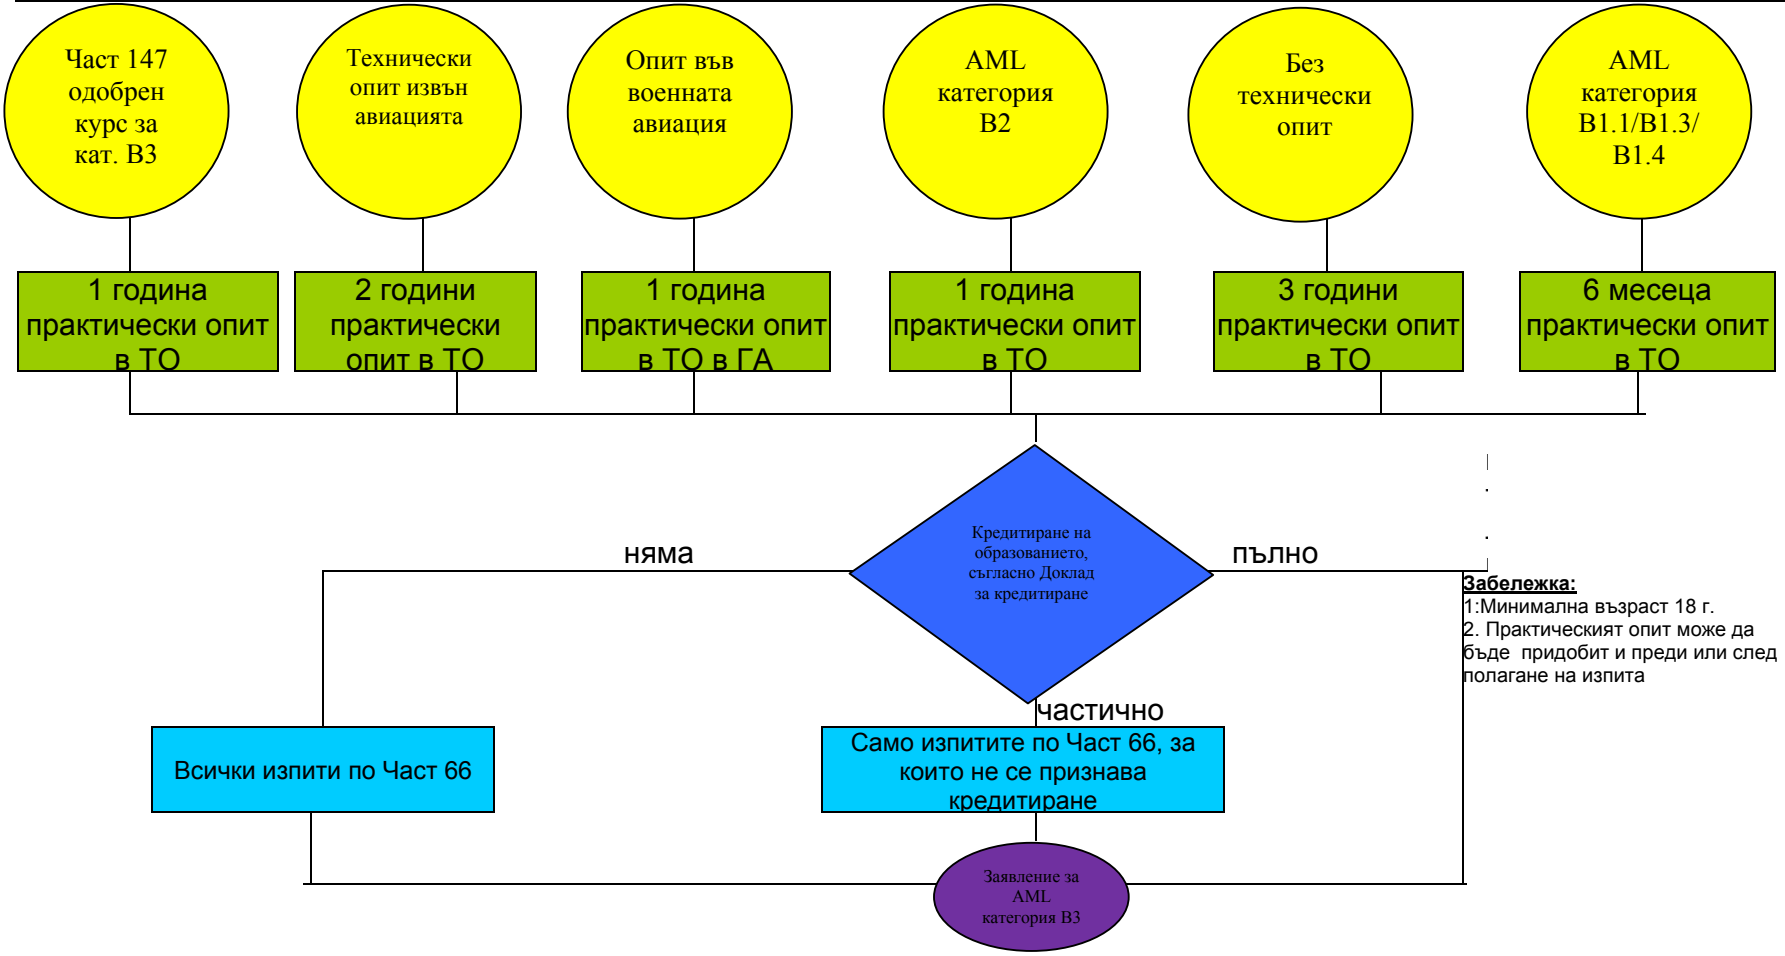 Част 147
одобрен
курс за
кат. В3
Технически
опит извън
авиацията
Опит във
военната
авиация
AML
категория
В2
Без
технически
опит
AML
категория
В1.1/В1.3/
В1.4
1 година
практически опит
в ТО
2 години
практически
опит в ТО
1 година
практически опит
в ТО в ГА
1 година
практически опит
в ТО
3 години
практически опит
в ТО
6 месеца
практически опит
в ТО
Кредитиране на
образованието,
съгласно Доклад
за кредитиране
няма
пълно
частично
Забележка:
1:Минимална възраст 18 г.
2. Практическият опит може да
бъде придобит и преди или след
полагане на изпита
Всички изпити по Част 66
Само изпитите по Част 66, за
които не се признава
кредитиране
Заявление за
AML
категория В3